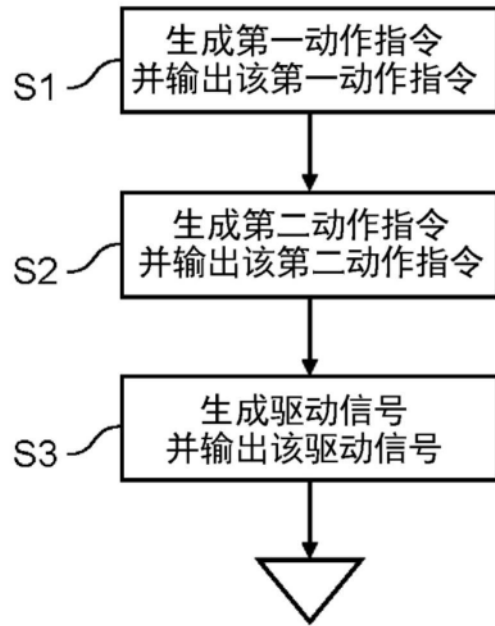 生成第一动作指令
S1
并输出该第一动作指令
生成第二动作指令
S2
并输出该第二动作指令
生成驱动信号
S3
并输出该驱动信号